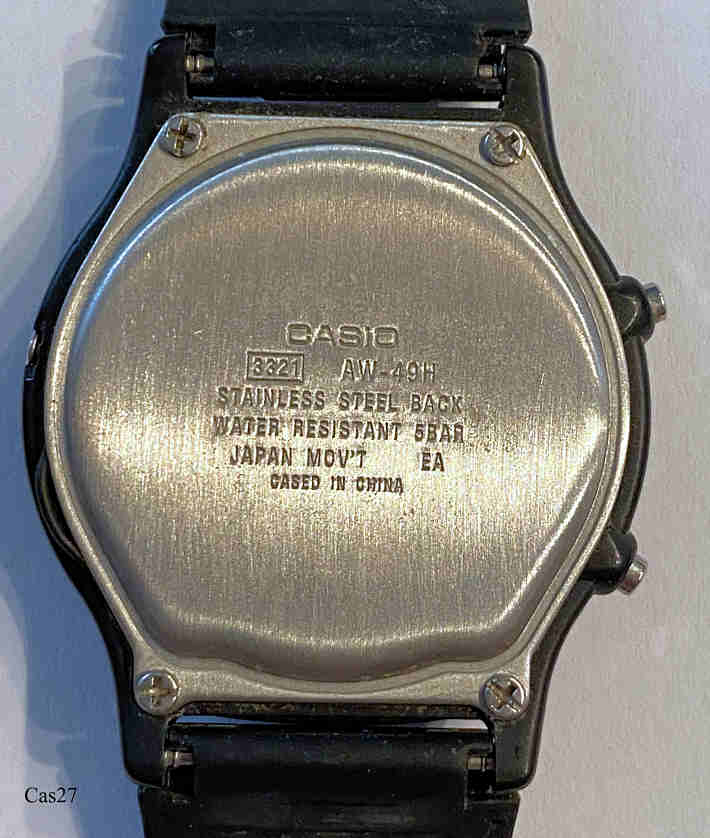 CASIO
3321 AW-49H
STAINLESS STEEL BACK
WATER RESISTANT 5BAR
JAPAN MOV'T EA
CASED IN CHINA
Cas27